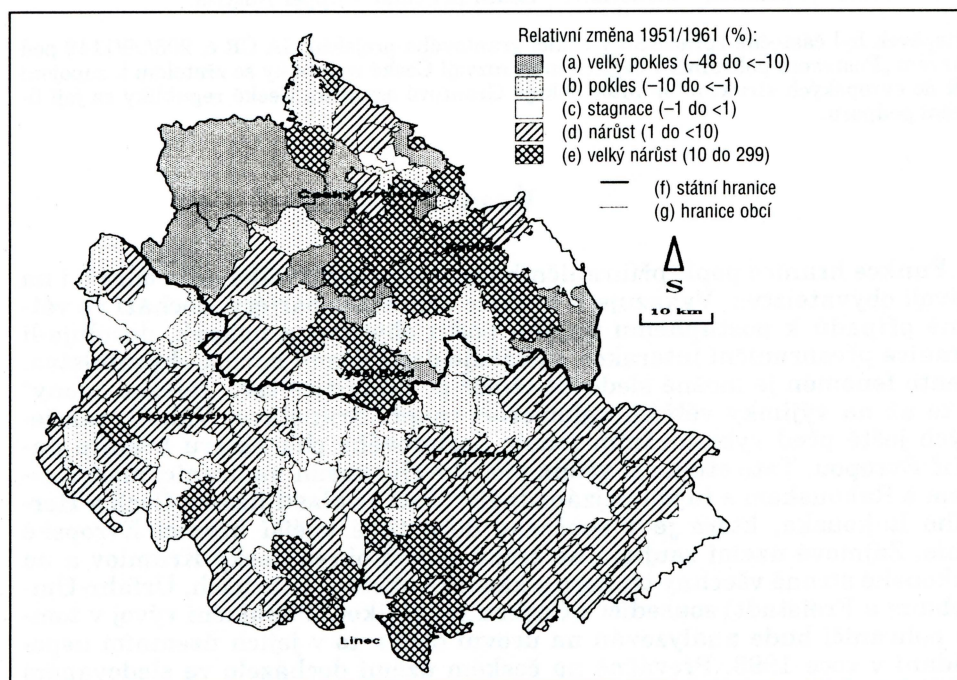 Relativní změna 1951/1961 (%):
(a) velký pokles (–48 do <–10)
(b) pokles (–10 do <–1)
(c) stagnace (–1 do <1)
(d) nárůst (1 do <10)
(e) velký nárůst (10 do 299)
(f) státní hranice
(g) hranice obcí
S
10 km
Český Krumlov
Kaplice
Vyšší Brod
Rohrbach
Freistadt
Linec